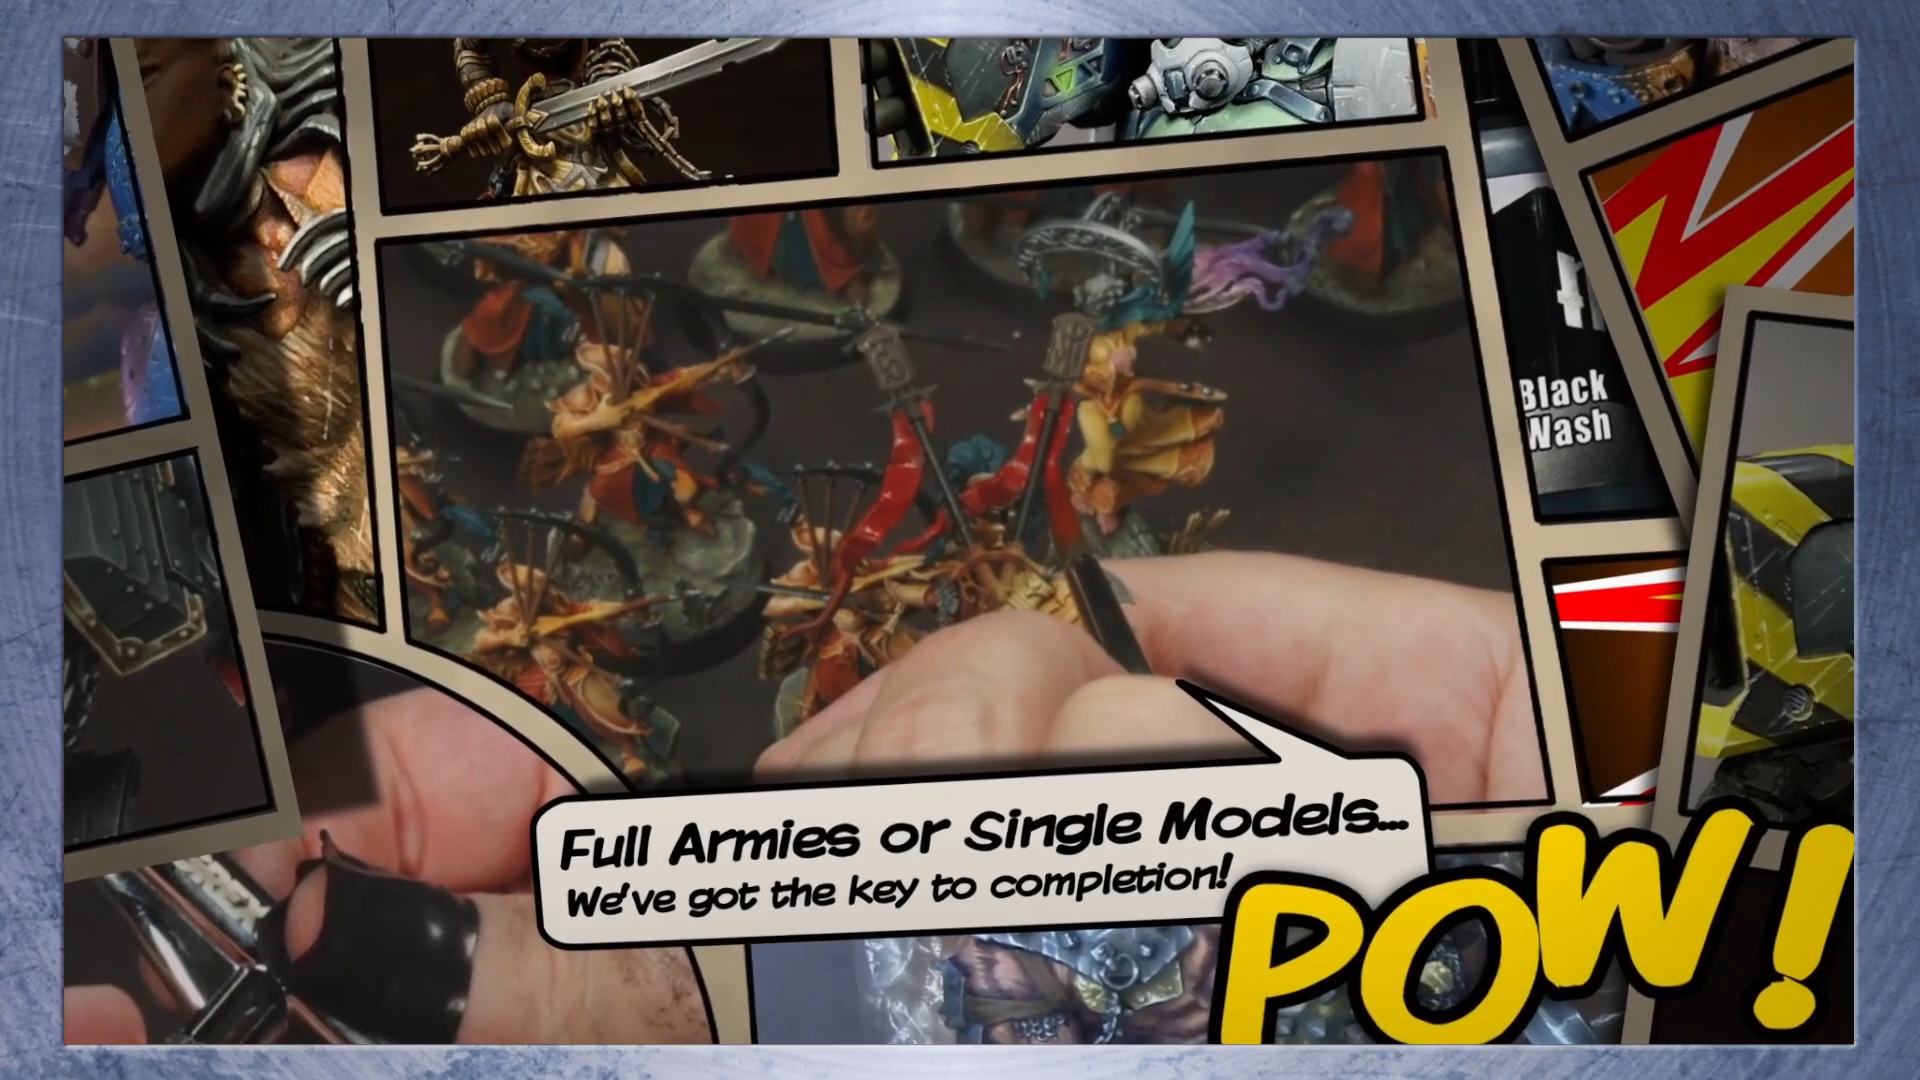 Black
Wash
Full Armies or Single Models...
We've got the key to completion!
POW!